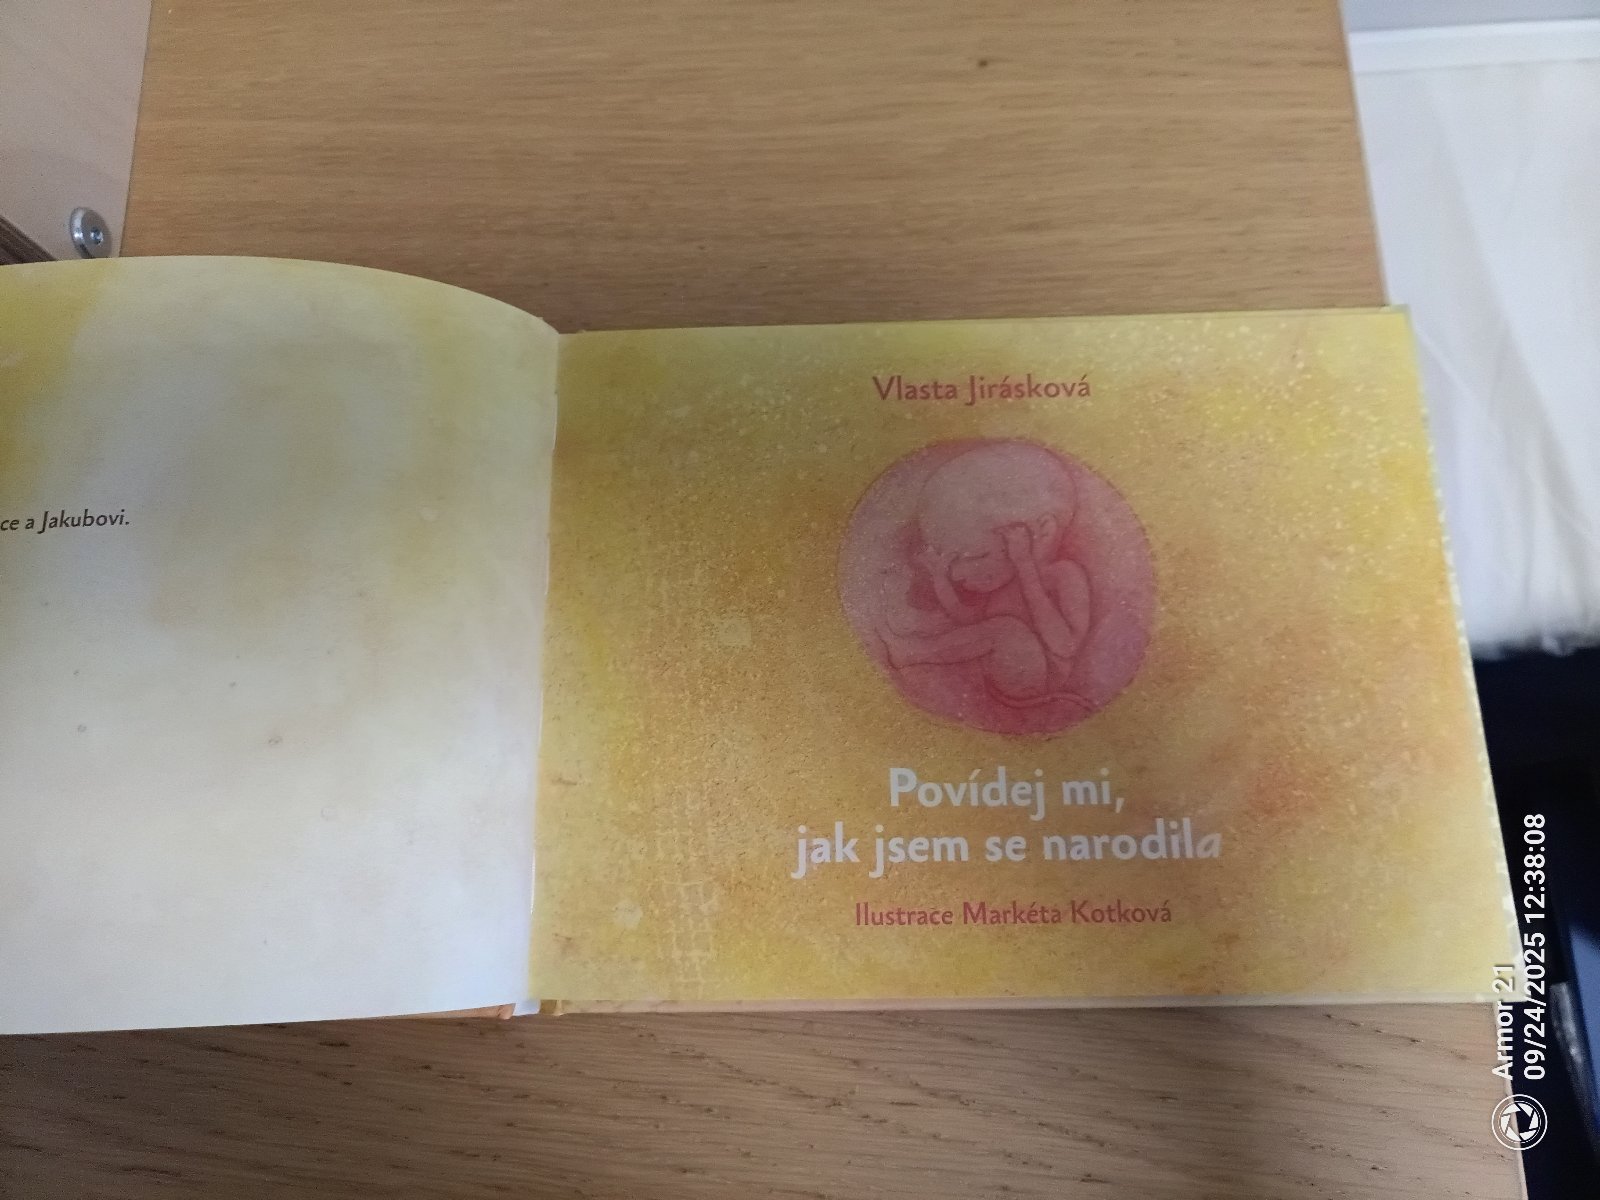 ce a Jakubovi.
Vlasta Jirásková
Povídej mi,
jak jsem se narodila
Ilustrace Markéta Kotková
Armor 21
09/24/2025 12:38:08